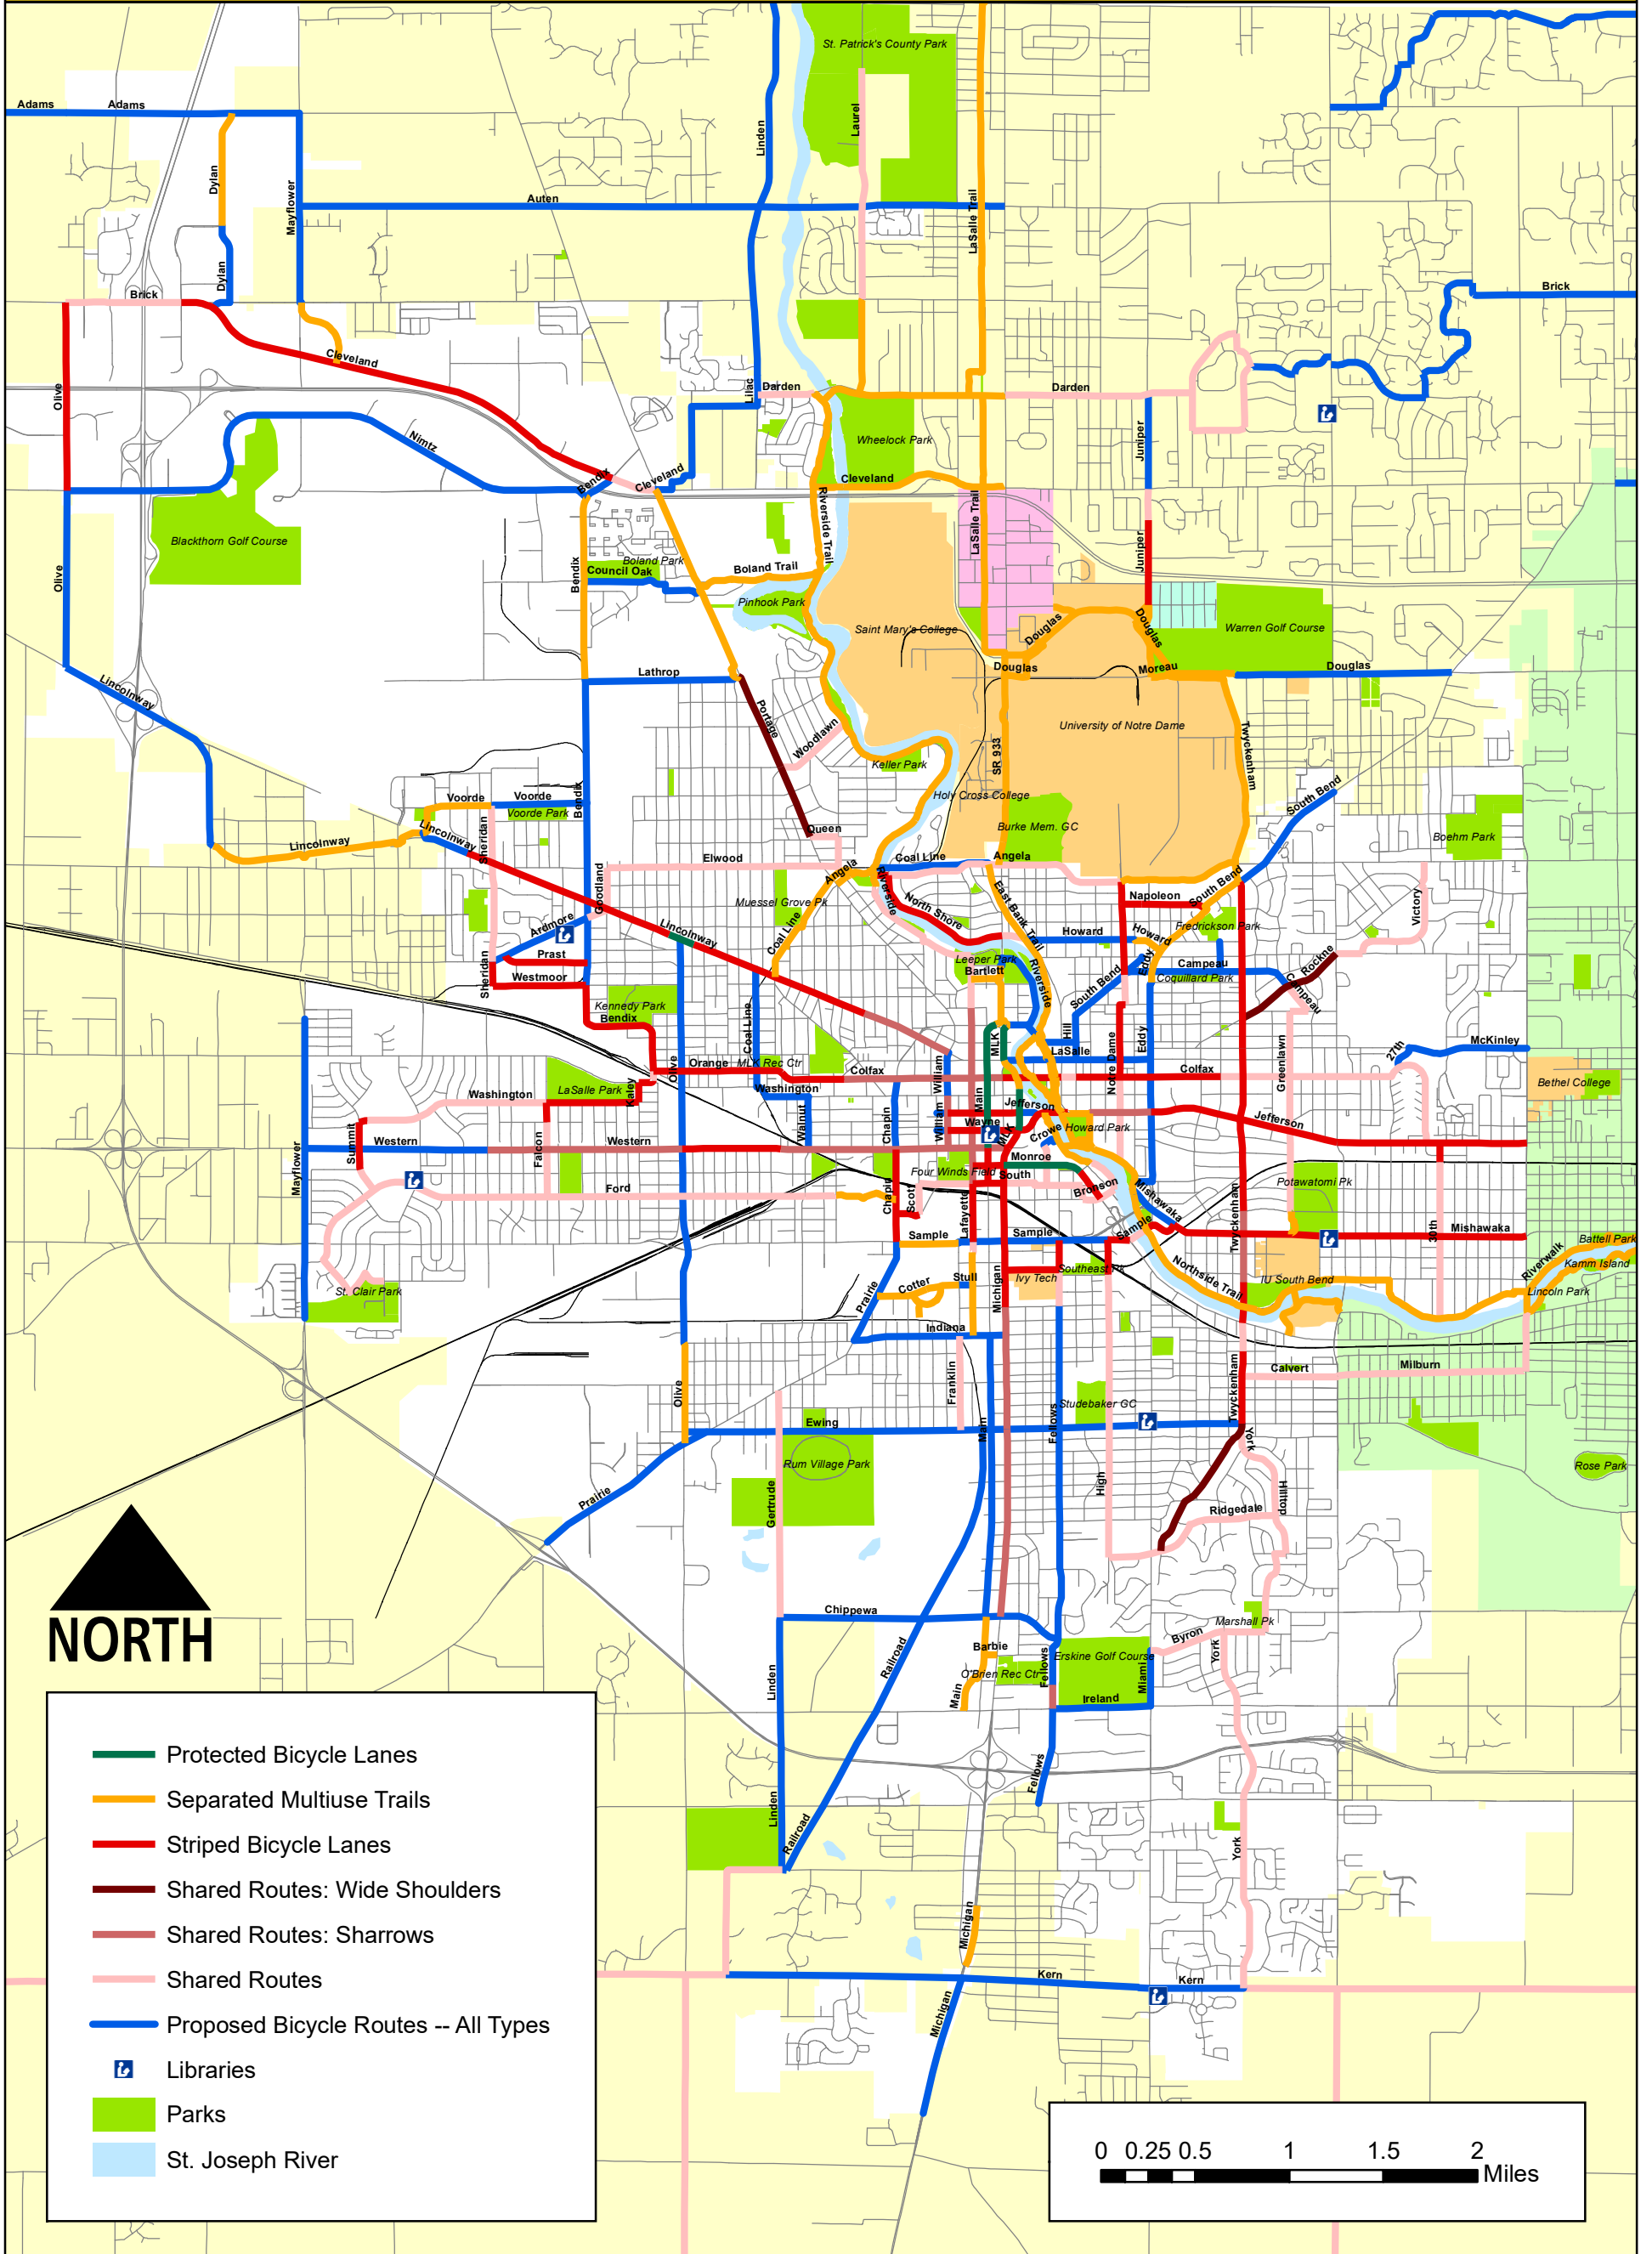 St. Patrick's County Park
Adams
Adams
Laurel
Linden
Dylan
Mayflower
Auten
LaSalle Trail
Dylan
Brick
Brick
Cleveland
Olive
Lilac
Darden
Darden
Nimtz
Wheelock Park
Juniper
Bendix
Cleveland
Cleveland
Riverside Trail
LaSalle Trail
Blackthorn Golf Course
Juniper
Boland Park
Council Oak
Boland Trail
Olive
Bendix
Pinhook Park
Saint Mary's College
Douglas
Douglas
Warren Golf Course
Douglas
Moreau
Douglas
Lathrop
Lincolnway
Portage
Woodlawn
University of Notre Dame
Twyckenham
SR 933
Keller Park
Holy Cross College
South Bend
Voorde
Voorde
Voorde Park
Bendix
Burke Mem. GC
Boehm Park
Lincolnway
Lincolnway
Sheridan
Queen
Elwood
Coal Line
Angela
Angela
Goodland
Riverside
Muessel Grove Pk
South Bend
Napoleon
East Bank Trail
North Shore
Victory
Ardmore
Lincolnway
Coal Line
Fredrickson Park
Howard
Howard
Prast
Leeper Park
Bartlett
Riverside
Eddy
Campeau
Rockne
Coquillard Park
Sheridan
Westmoor
South Bend
Campeau
Kennedy Park
Bendix
Coal Line
MLK
Hill
Notre Dame
Eddy
LaSalle
27th
McKinley
Olive
Orange
MLK Rec Ctr
Colfax
Colfax
Greenlawn
Bethel College
LaSalle Park
Kaley
Washington
Washington
William
Main
Jefferson
Jefferson
Walnut
Chapin
William
Wayne
MLK
Crowe
Howard Park
Summit
Western
Falcon
Western
Monroe
Four Winds Field
South
Mayflower
Ford
Bronson
Mishawaka
Potawatomi Pk
Chapin
Scott
Lafayette
Twyckenham
30th
Sample
Sample
Sample
Mishawaka
Battell Park
Southeast Pk
Kamm Island
Riverwalk
Ivy Tech
Cotter
Stull
Michigan
Northside Trail
IU South Bend
Lincoln Park
St. Clair Park
Prairie
Indiana
Calvert
Milburn
Olive
Franklin
Twyckenham
Studebaker GC
Ewing
Main
Fellows
York
Rum Village Park
High
Rose Park
Prairie
Gertrude
Ridgedale
Hilltop
NORTH
Chippewa
Marshall Pk
Byron
Railroad
Barbie
Erskine Golf Course
York
O'Brien Rec Ctr
Fellows
Miami
Linden
Main
Ireland
Fellows
Linden
Railroad
York
Michigan
Kern
Kern
Michigan
Protected Bicycle Lanes
Separated Multiuse Trails
Striped Bicycle Lanes
Shared Routes: Wide Shoulders
Shared Routes: Sharrows
Shared Routes
Proposed Bicycle Routes -- All Types
Libraries
Parks
St. Joseph River
0 0.25 0.5 1 1.5 2
Miles